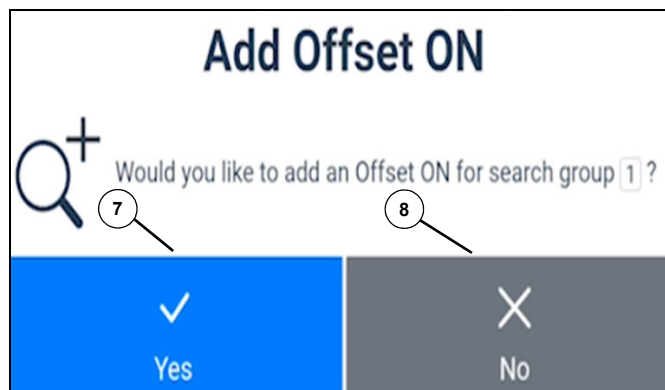 Add Offset ON
Would you like to add an Offset ON for search group 1 ?
7
8
Yes
No